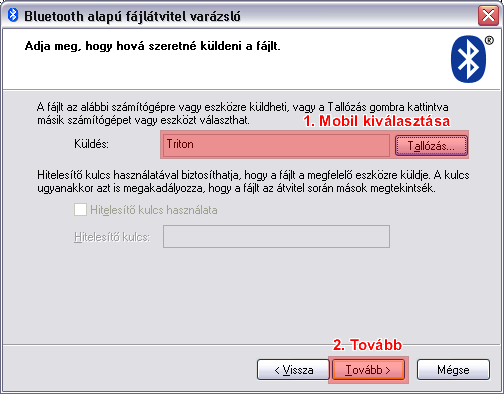 Bluetooth alapú fájlátvitel varázsló
Adja meg, hogy hová szeretné küldeni a fájlt.
A fájlt az alábbi számítógépre vagy eszközre küldheti, vagy a Tallózás gombra kattintva
másik számítógépet vagy eszközt választhat.
1. Mobil kiválasztása
Küldés: Triton Tallózás...
Hitelesítő kulcs használatával biztosíthatja, hogy a fájlt a megfelelő eszközre küldje. A kulcs
ugyanakkor azt is megakadályozza, hogy a fájlt az átvitel során mások megtekintsék.
Hitelesítő kulcs használata
Hitelesítő kulcs:
2. Tovább
< Vissza Tovább > Mégse